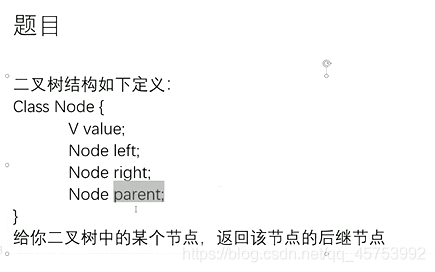 题目
二叉树结构如下定义：
Class Node {
V value;
Node left;
Node right;
Node parent;
}
给你二叉树中的某个节点，返回该节点的后继节点
https://blog.csdn.net/qq_45753992